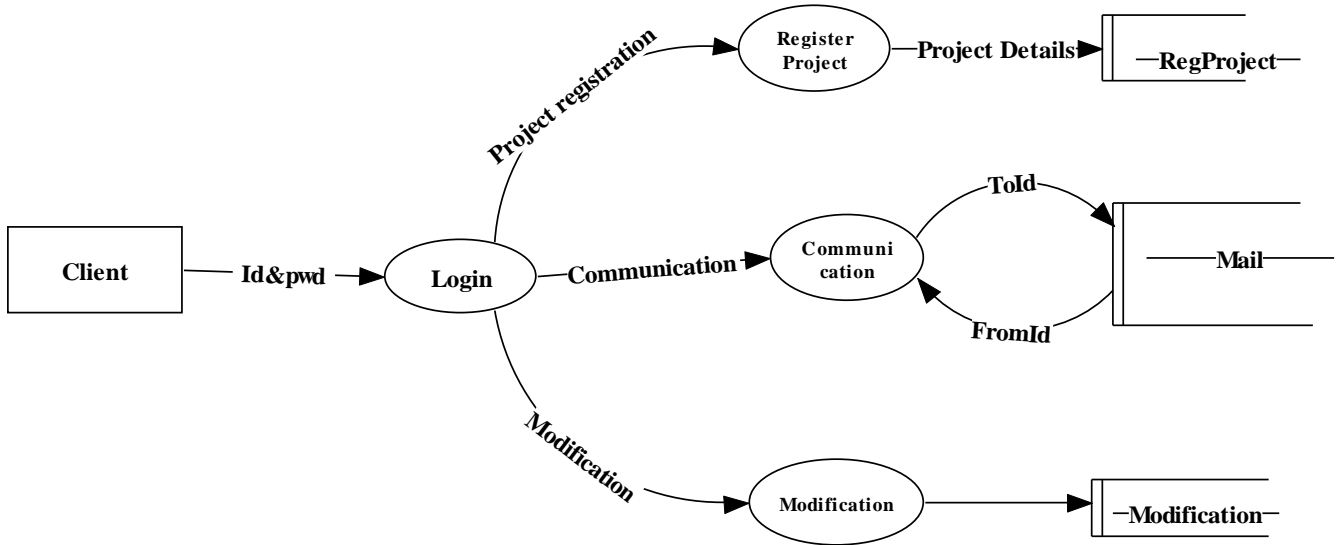 Project registration
Register
Project
Project Details
RegProject
Client
Id&pwd
Login
Communication
Communi
cation
ToId
FromId
Mail
Modification
Modification
Modification